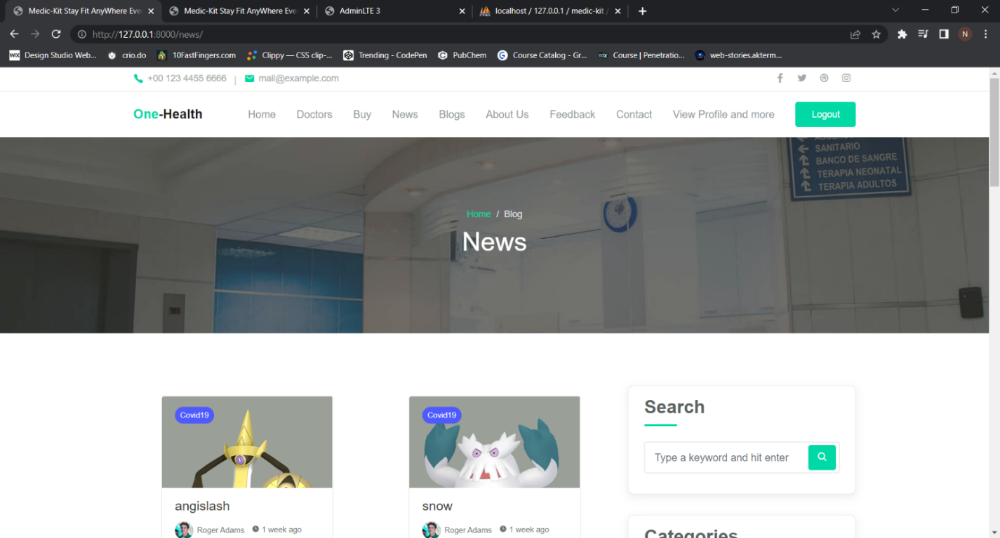 Medic-Kit Stay Fit AnyWhere Eve
Medic-Kit Stay Fit AnyWhere Eve
AdminLTE 3
localhost / 127.0.0.1 / medic-kit /
http://127.0.0.1:8000/news/
N
WIX Design Studio Web...
crio.do
10FastFingers.com
Clippy — CSS clip-...
Trending - CodePen
PubChem
Course Catalog - Gr...
edX Course | Penetratio...
web-stories.akterm...
+00 123 4455 6666 | mail@example.com
One-Health
Home
Doctors
Buy
News
Blogs
About Us
Feedback
Contact
View Profile and more
Logout
SANITARIO
BANCO DE SANGRE
TERAPIA NEONATAL
TERAPIA ADULTOS
Home / Blog
News
Covid19
angislash
Roger Adams 1 week ago
Covid19
snow
Roger Adams 1 week ago
Search
Type a keyword and hit enter
Categories